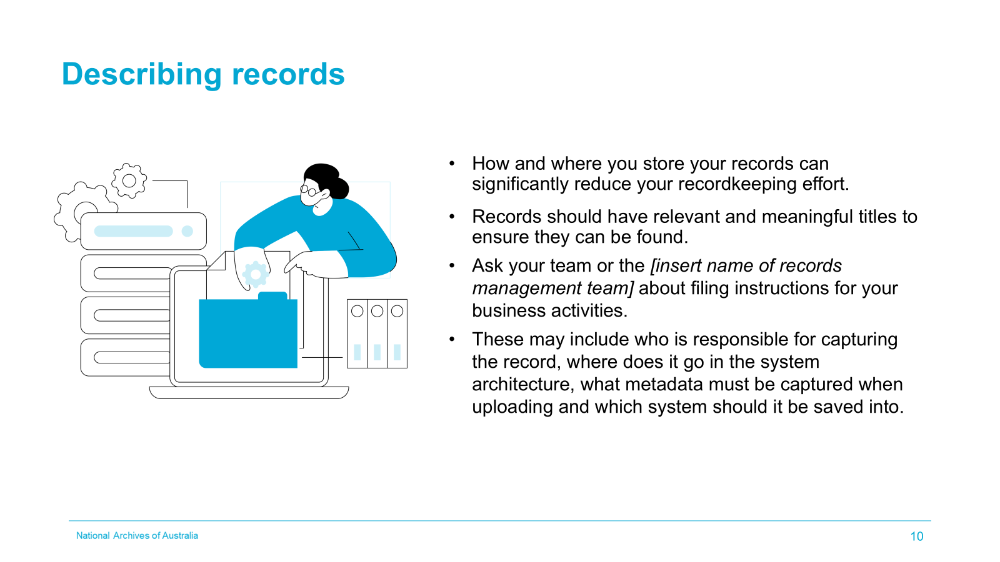 Describing records
• How and where you store your records can
significantly reduce your recordkeeping effort.
• Records should have relevant and meaningful titles to
ensure they can be found.
• Ask your team or the [insert name of records
management team] about filing instructions for your
business activities.
• These may include who is responsible for capturing
the record, where does it go in the system
architecture, what metadata must be captured when
uploading and which system should it be saved into.
National Archives of Australia
10